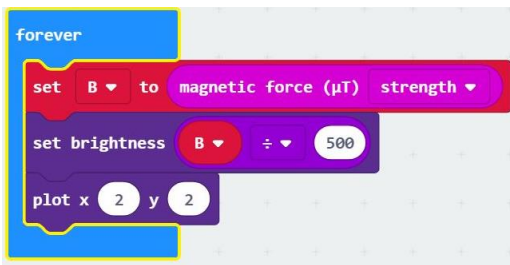 forever
set B to magnetic force (µT) strength
set brightness B ÷ 500
plot x 2 y 2